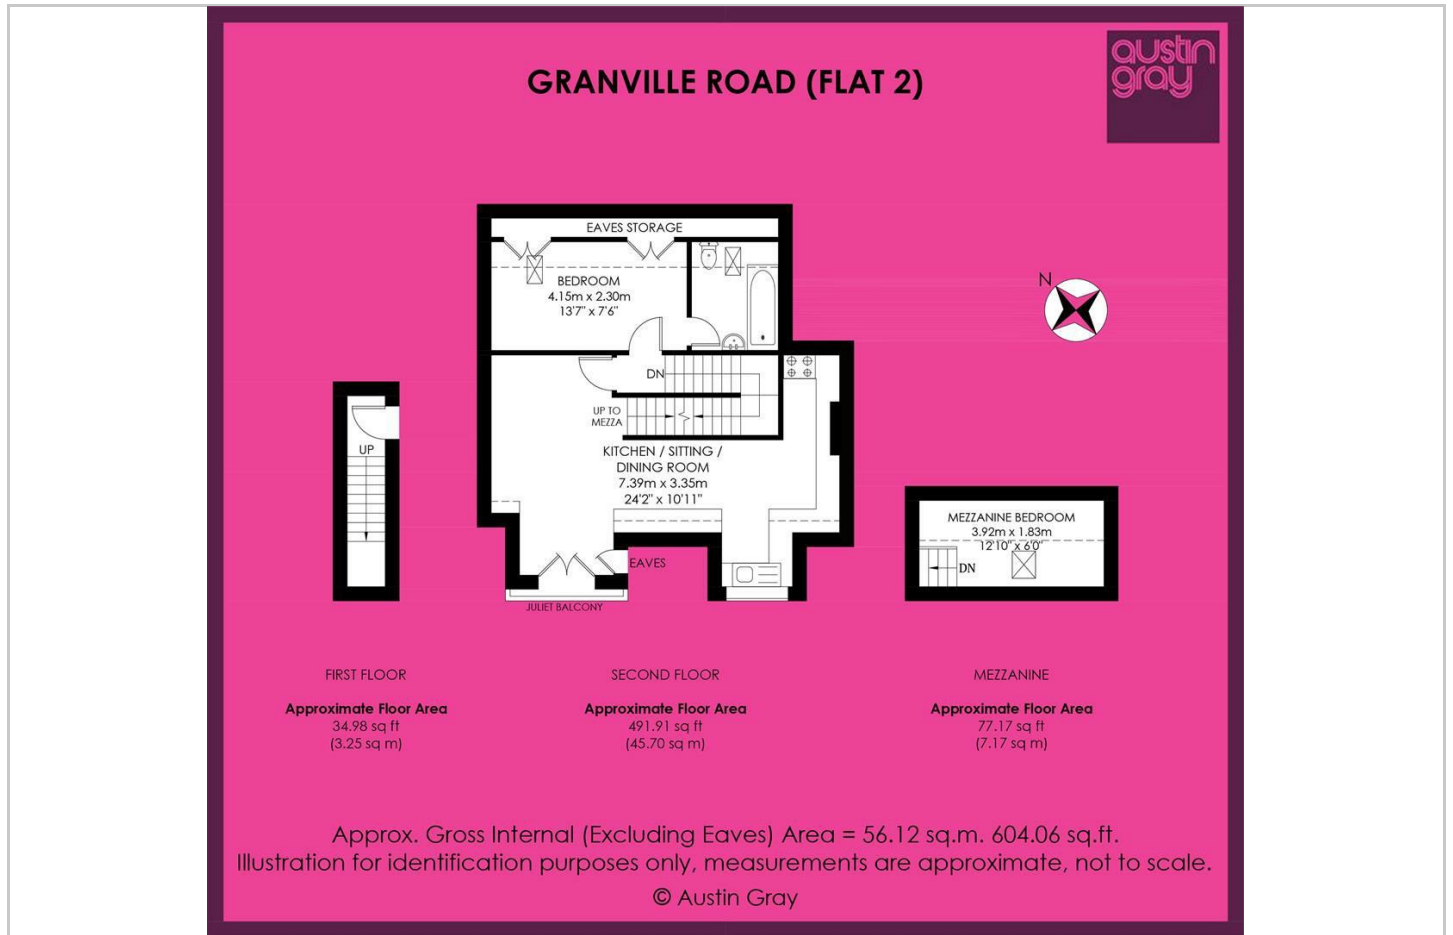 GRANVILLE ROAD (FLAT 2)
austin
gray
EAVES STORAGE
BEDROOM
4.15m x 2.30m
13'7" x 7'6"
N
DN
UP TO
MEZZA
UP
KITCHEN / SITTING /
DINING ROOM
7.39m x 3.35m
24'2" x 10'11"
MEZZANINE BEDROOM
3.92m x 1.83m
12'10" x 6'0"
DN
EAVES
JULIET BALCONY
FIRST FLOOR
Approximate Floor Area
34.98 sq ft
(3.25 sq m)
SECOND FLOOR
Approximate Floor Area
491.91 sq ft
(45.70 sq m)
MEZZANINE
Approximate Floor Area
77.17 sq ft
(7.17 sq m)
Approx. Gross Internal (Excluding Eaves) Area = 56.12 sq.m. 604.06 sq.ft.
Illustration for identification purposes only, measurements are approximate, not to scale.
© Austin Gray